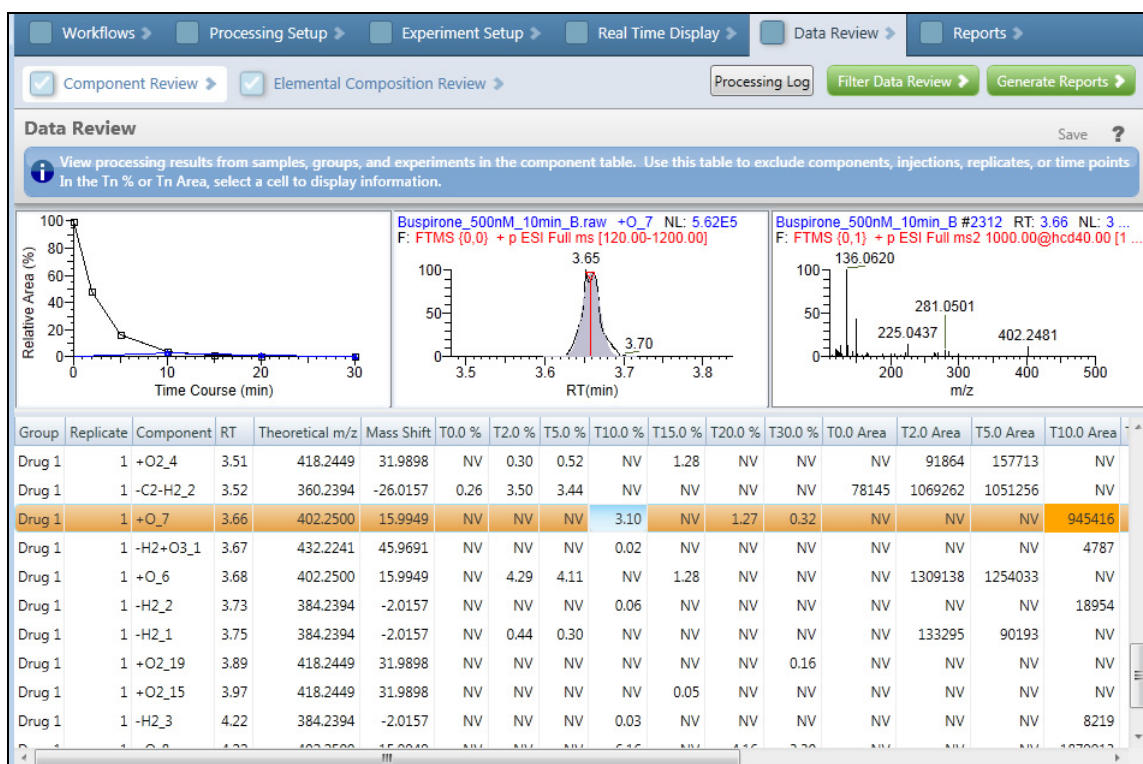 Workflows Processing Setup Experiment Setup Real Time Display Data Review Reports
Component Review Elemental Composition Review Processing Log Filter Data Review Generate Reports
Data Review Save ?
View processing results from samples, groups, and experiments in the component table. Use this table to exclude components, injections, replicates, or time points
In the Tn % or Tn Area, select a cell to display information.
Relative Area (%)
100
80
60
40
20
0
0 10 20 30
Time Course (min)
Buspirone_500nM_10min_B.raw +O_7 NL: 5.62E5
F: FTMS {0,0} + p ESI Full ms [120.00-1200.00]
3.65
100
50
3.70
0
3.5 3.6 3.7 3.8
RT(min)
Buspirone_500nM_10min_B #2312 RT: 3.66 NL: 3 ...
F: FTMS {0,1} + p ESI Full ms2 1000.00@hcd40.00 [1 ...
136.0620
100
281.0501
50
225.0437 402.2481
0
200 300 400 500
m/z
Group Replicate Component RT Theoretical m/z Mass Shift T0.0 % T2.0 % T5.0 % T10.0 % T15.0 % T20.0 % T30.0 % T0.0 Area T2.0 Area T5.0 Area T10.0 Area
Drug 1 1 +O2_4 3.51 418.2449 31.9898 NV 0.30 0.52 NV 1.28 NV NV NV 91864 157713 NV
Drug 1 1 -C2-H2_2 3.52 360.2394 -26.0157 0.26 3.50 3.44 NV NV NV NV 78145 1069262 1051256 NV
Drug 1 1 +O_7 3.66 402.2500 15.9949 NV NV NV 3.10 NV 1.27 0.32 NV NV NV 945416
Drug 1 1 -H2+O3_1 3.67 432.2241 45.9691 NV NV NV 0.02 NV NV NV NV NV NV 4787
Drug 1 1 +O_6 3.68 402.2500 15.9949 NV 4.29 4.11 NV 1.28 NV NV NV 1309138 1254033 NV
Drug 1 1 -H2_2 3.73 384.2394 -2.0157 NV NV NV 0.06 NV NV NV NV NV NV 18954
Drug 1 1 -H2_1 3.75 384.2394 -2.0157 NV 0.44 0.30 NV NV NV NV NV 133295 90193 NV
Drug 1 1 +O2_19 3.89 418.2449 31.9898 NV NV NV NV NV NV 0.16 NV NV NV NV
Drug 1 1 +O2_15 3.97 418.2449 31.9898 NV NV NV NV 0.05 NV NV NV NV NV NV
Drug 1 1 -H2_3 4.22 384.2394 -2.0157 NV NV NV 0.03 NV NV NV NV NV NV 8219